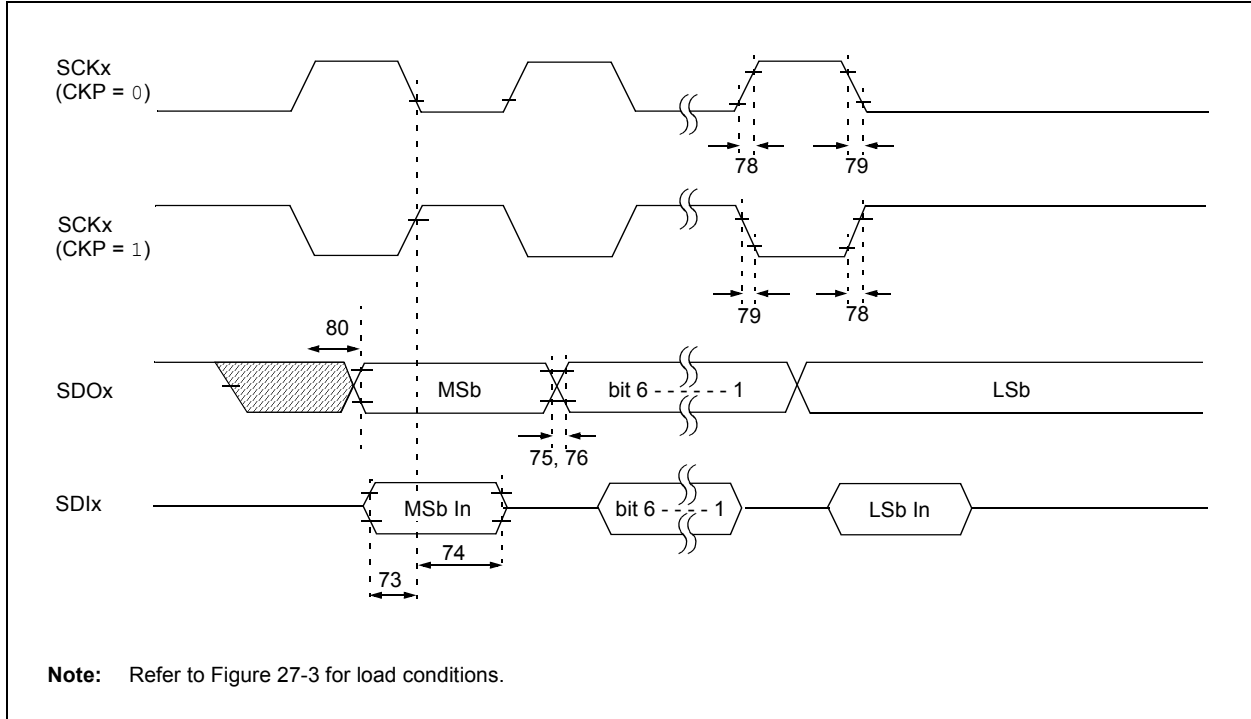 SCKx
(CKP = 0)
78
79
SCKx
(CKP = 1)
79
78
80
SDOx
MSb
bit 6 - - - - - - 1
LSb
75, 76
SDIx
MSb In
bit 6 - - - - - - 1
LSb In
74
73
Note: Refer to Figure 27-3 for load conditions.